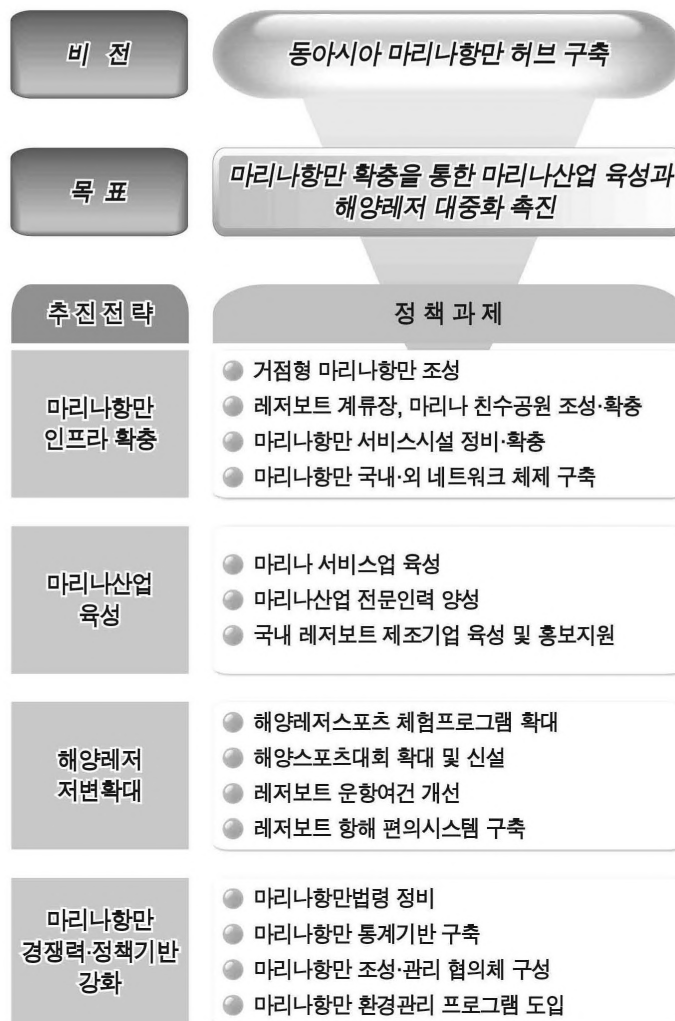 비 전
동아시아 마리나항만 허브 구축
목 표
마리나항만 확충을 통한 마리나산업 육성과
해양레저 대중화 촉진
추진전략
정책과제
마리나항만
인프라 확충
거점형 마리나항만 조성
레저보트 계류장, 마리나 친수공원 조성·확충
마리나항만 서비스시설 정비·확충
마리나항만 국내·외 네트워크 체제 구축
마리나산업
육성
마리나 서비스업 육성
마리나산업 전문인력 양성
국내 레저보트 제조기업 육성 및 홍보지원
해양레저
저변확대
해양레저스포츠 체험프로그램 확대
해양스포츠대회 확대 및 신설
레저보트 운항여건 개선
레저보트 항해 편의시스템 구축
마리나항만
경쟁력·정책기반
강화
마리나항만법령 정비
마리나항만 통계기반 구축
마리나항만 조성·관리 협의체 구성
마리나항만 환경관리 프로그램 도입